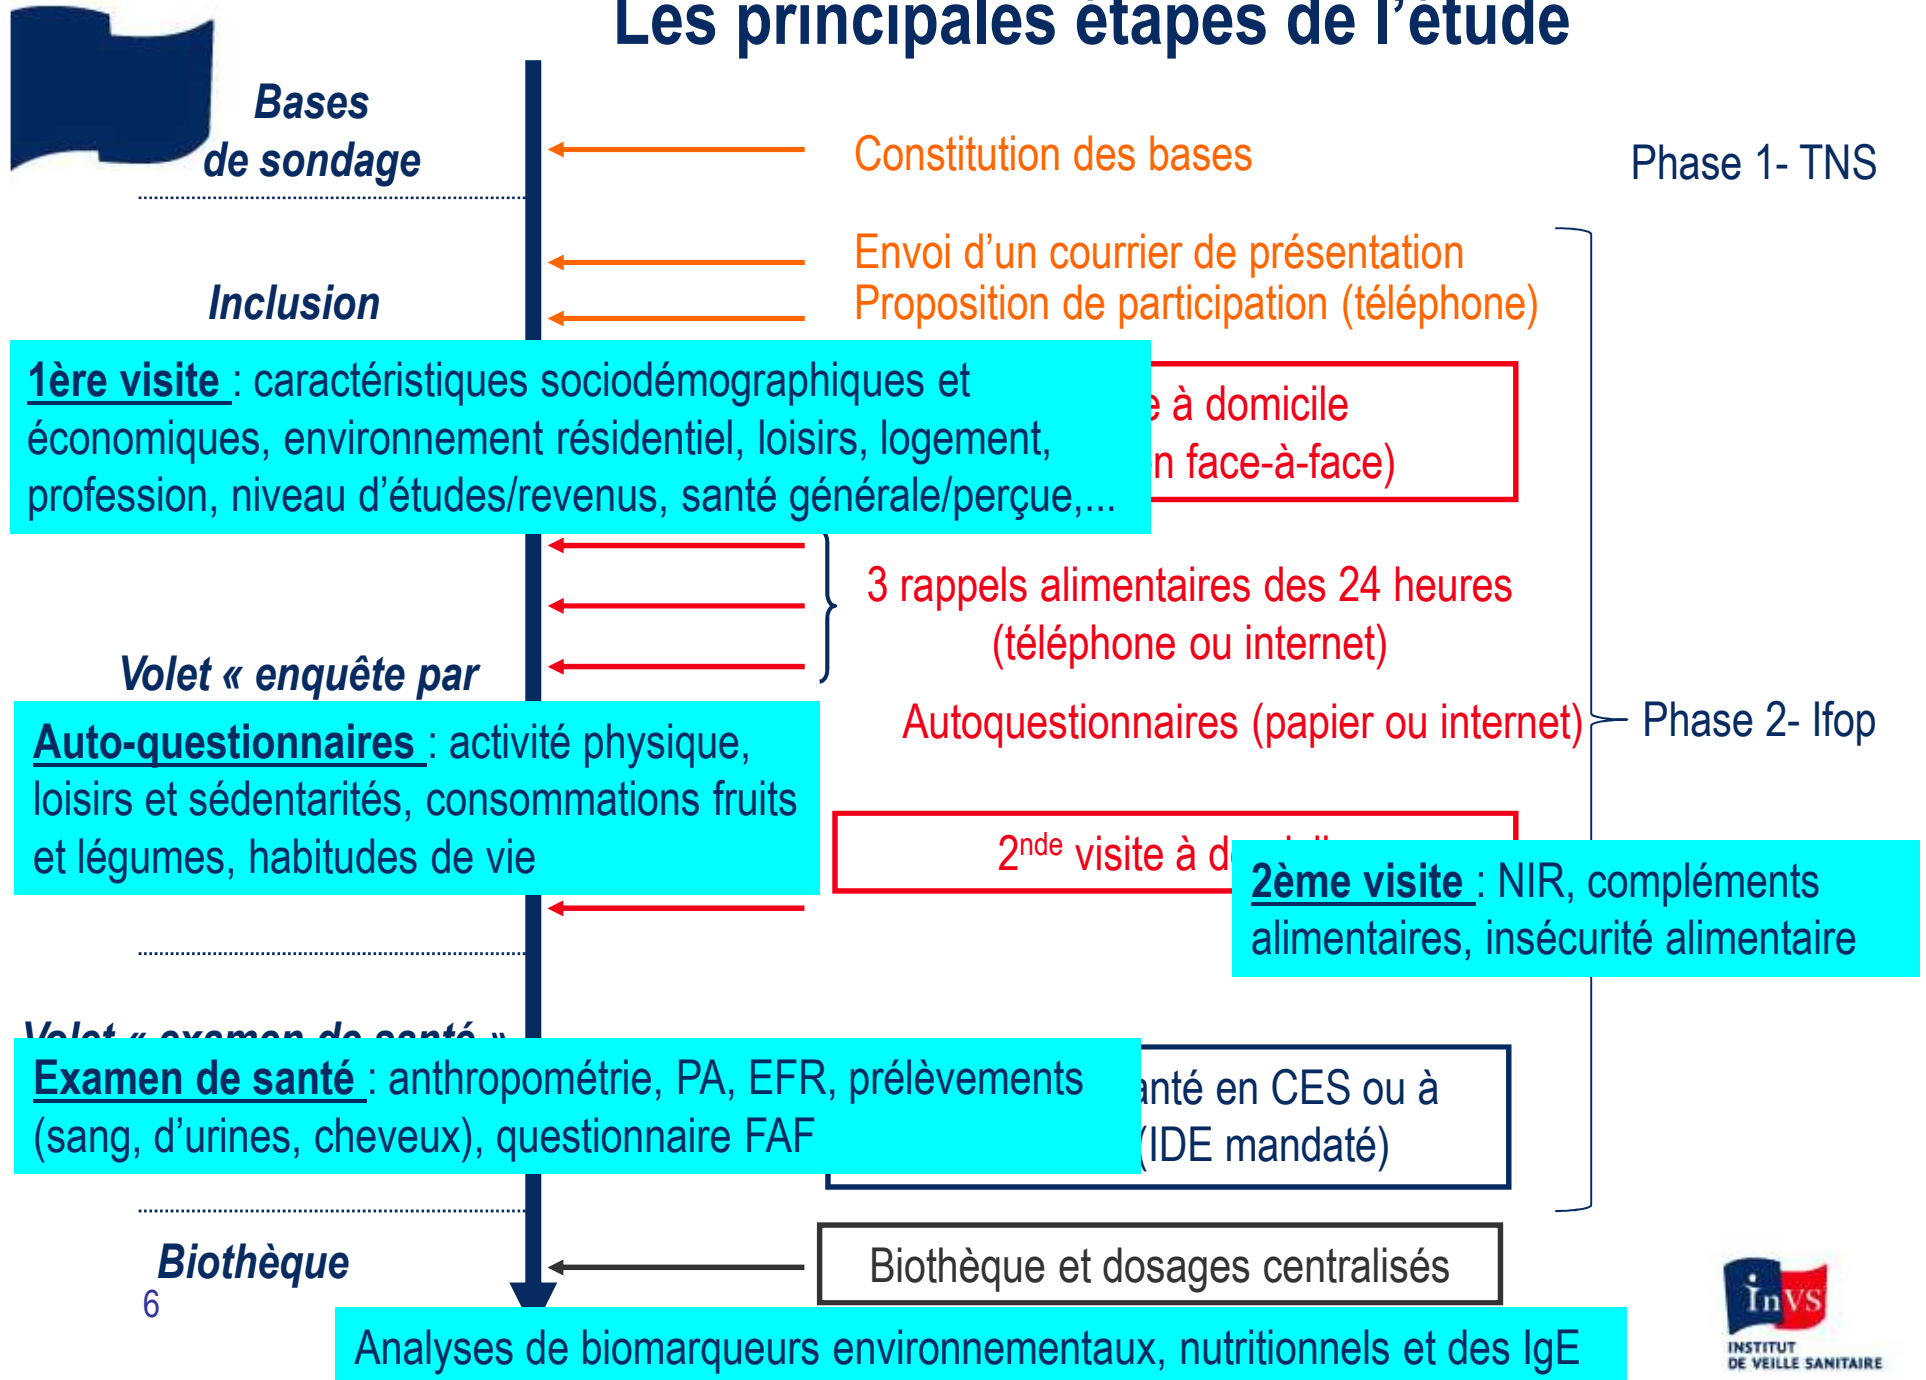 Les principales étapes de l'étude
Bases
de sondage
Constitution des bases
Phase 1- TNS
Envoi d'un courrier de présentation
Proposition de participation (téléphone)
Inclusion
1ère visite : caractéristiques sociodémographiques et
économiques, environnement résidentiel, loisirs, logement,
profession, niveau d'études/revenus, santé générale/perçue,...
à domicile
face-à-face)
3 rappels alimentaires des 24 heures
(téléphone ou internet)
Volet « enquête par
Autoquestionnaires (papier ou internet)
Phase 2- Ifop
Auto-questionnaires : activité physique,
loisirs et sédentarités, consommations fruits
et légumes, habitudes de vie
2nde visite à
2ème visite : NIR, compléments
alimentaires, insécurité alimentaire
Volet « examen de santé »
Examen de santé : anthropométrie, PA, EFR, prélèvements
(sang, d'urines, cheveux), questionnaire FAF
en CES ou à
(IDE mandaté)
Biothèque
Biothèque et dosages centralisés
6
Analyses de biomarqueurs environnementaux, nutritionnels et des IgE
InVS
INSTITUT
DE VEILLE SANITAIRE